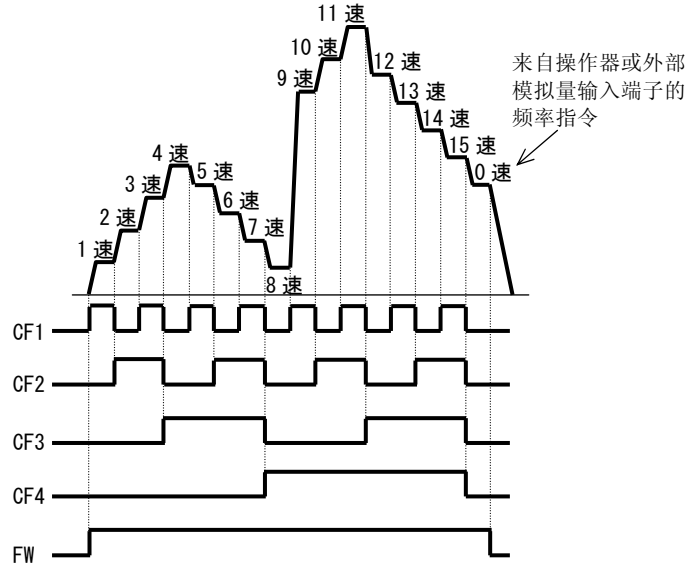 11 速
10 速
9 速
12 速
13 速
14 速
15 速
0 速
来自操作器或外部
模拟量输入端子的
频率指令
4 速
3 速
5 速
2 速
6 速
1 速
7 速
8 速
CF1
CF2
CF3
CF4
FW